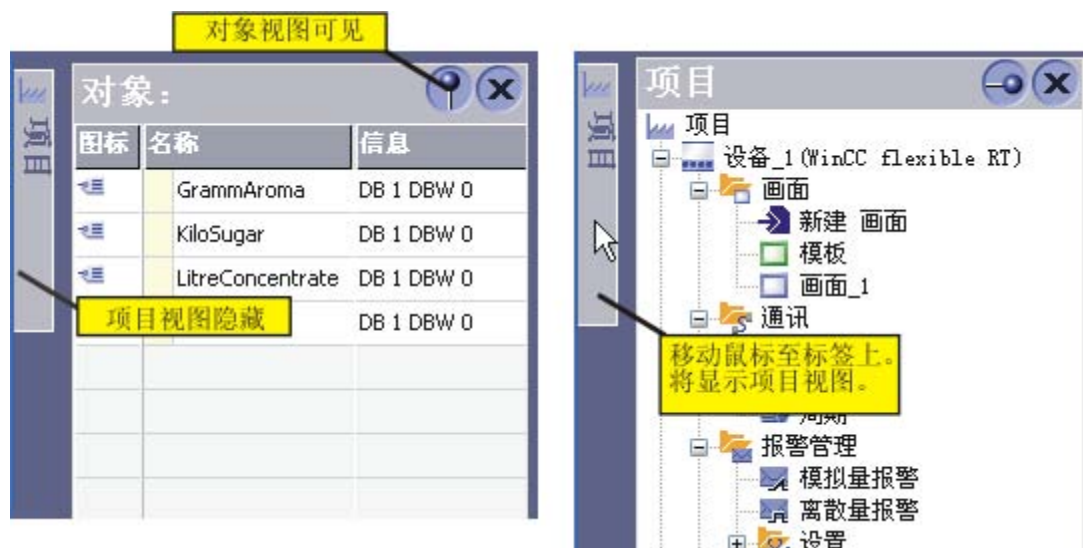 对象视图可见
项目
对象：
图标 名称 信息
GrammAroma DB 1 DBW 0
KiloSugar DB 1 DBW 0
LitreConcentrate DB 1 DBW 0
DB 1 DBW 0
项目视图隐藏
项目
项目
项目
设备_1(WinCC flexible RT)
画面
新建 画面
模板
画面_1
通讯
移动鼠标至标签上。
将显示项目视图。
周期
报警管理
模拟量报警
离散量报警
设置